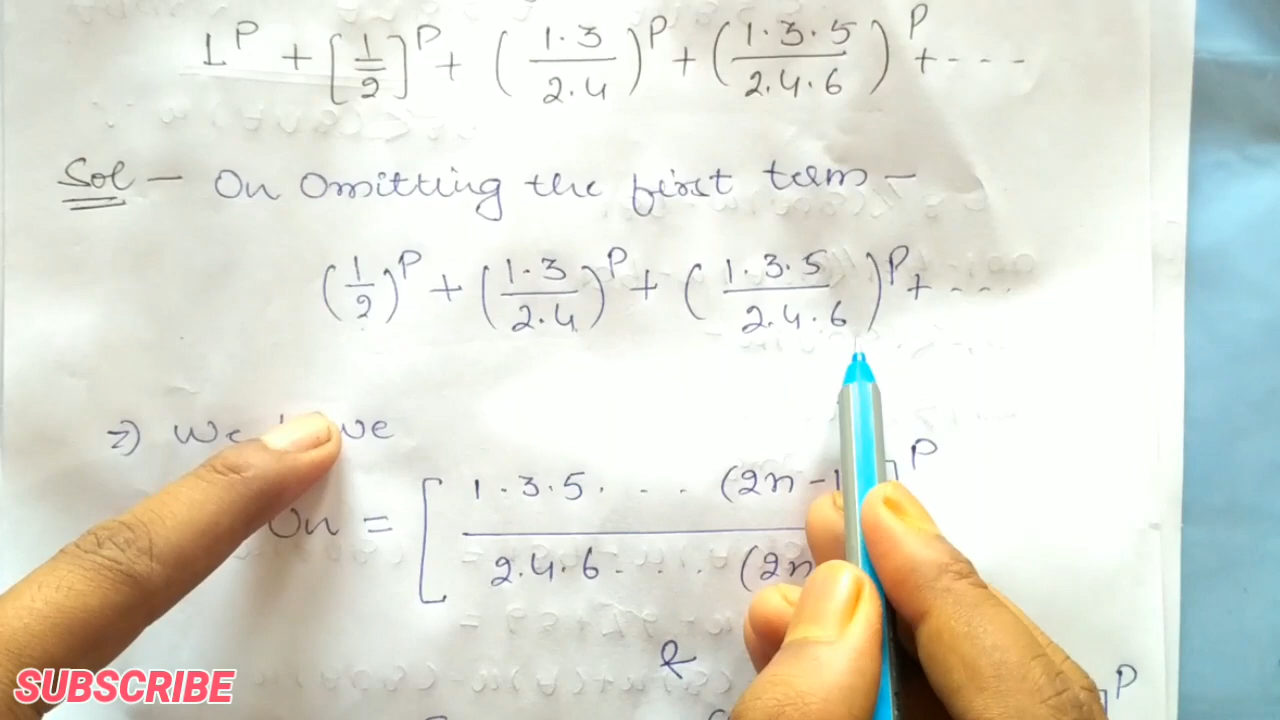 1^P + [1/2]^P + (1·3/2·4)^P + (1·3·5/2·4·6)^P + ---
Sol - On Omitting the first term -
(1/2)^P + (1·3/2·4)^P + (1·3·5/2·4·6)^P + ---
Un = [1·3·5· - - - (2n-1 / 2·4·6 - - - - (2n ]^P
&
P
SUBSCRIBE